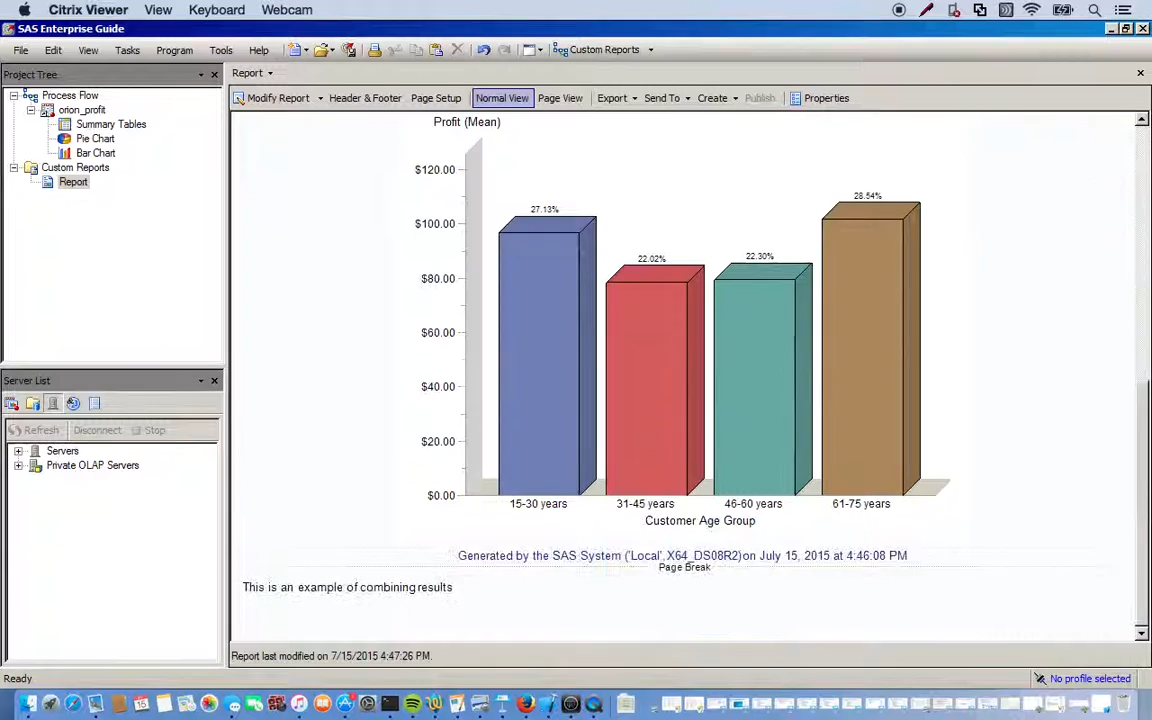 Citrix Viewer View Keyboard Webcam
SAS Enterprise Guide
File Edit View Tasks Program Tools Help Custom Reports
Project Tree
Process Flow
orion_profit
Summary Tables
Pie Chart
Bar Chart
Custom Reports
Report
Server List
Refresh Disconnect Stop
Servers
Private OLAP Servers
Report
Modify Report Header & Footer Page Setup Normal View Page View Export Send To Create Publish Properties
Profit (Mean)
$120.00
$100.00
$80.00
$60.00
$40.00
$20.00
$0.00
27.13%
22.02%
22.30%
28.54%
15-30 years 31-45 years 46-60 years 61-75 years
Customer Age Group
Generated by the SAS System ('Local',X64_DS08R2)on July 15, 2015 at 4:46:08 PM
Page Break
This is an example of combining results
Report last modified on 7/15/2015 4:47:26 PM.
Ready No profile selected